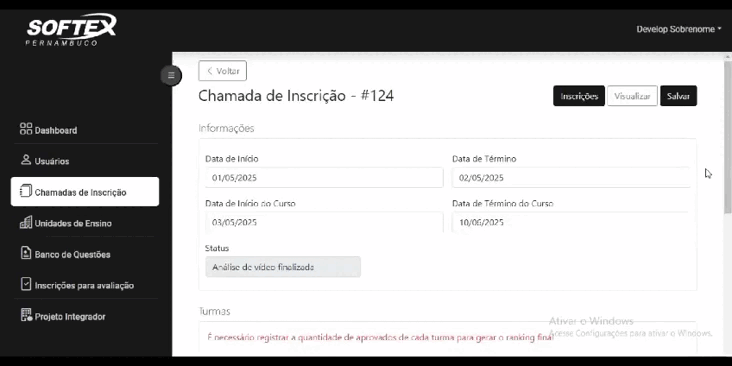 SOFTEX
PERNAMBUCO
Develop Sobrenome
Voltar
Chamada de Inscrição - #124
Inscrições
Visualizar
Salvar
Dashboard
Usuários
Chamadas de Inscrição
Unidades de Ensino
Banco de Questões
Inscrições para avaliação
Projeto Integrador
Informações
Data de Início
Data de Término
01/05/2025
02/05/2025
Data de Início do Curso
Data de Término do Curso
03/05/2025
10/06/2025
Status
Análise de vídeo finalizada
Turmas
Ativar o Windows
Acesse Configurações para ativar o Windows.
É necessário registrar a quantidade de aprovados de cada turma para gerar o ranking final